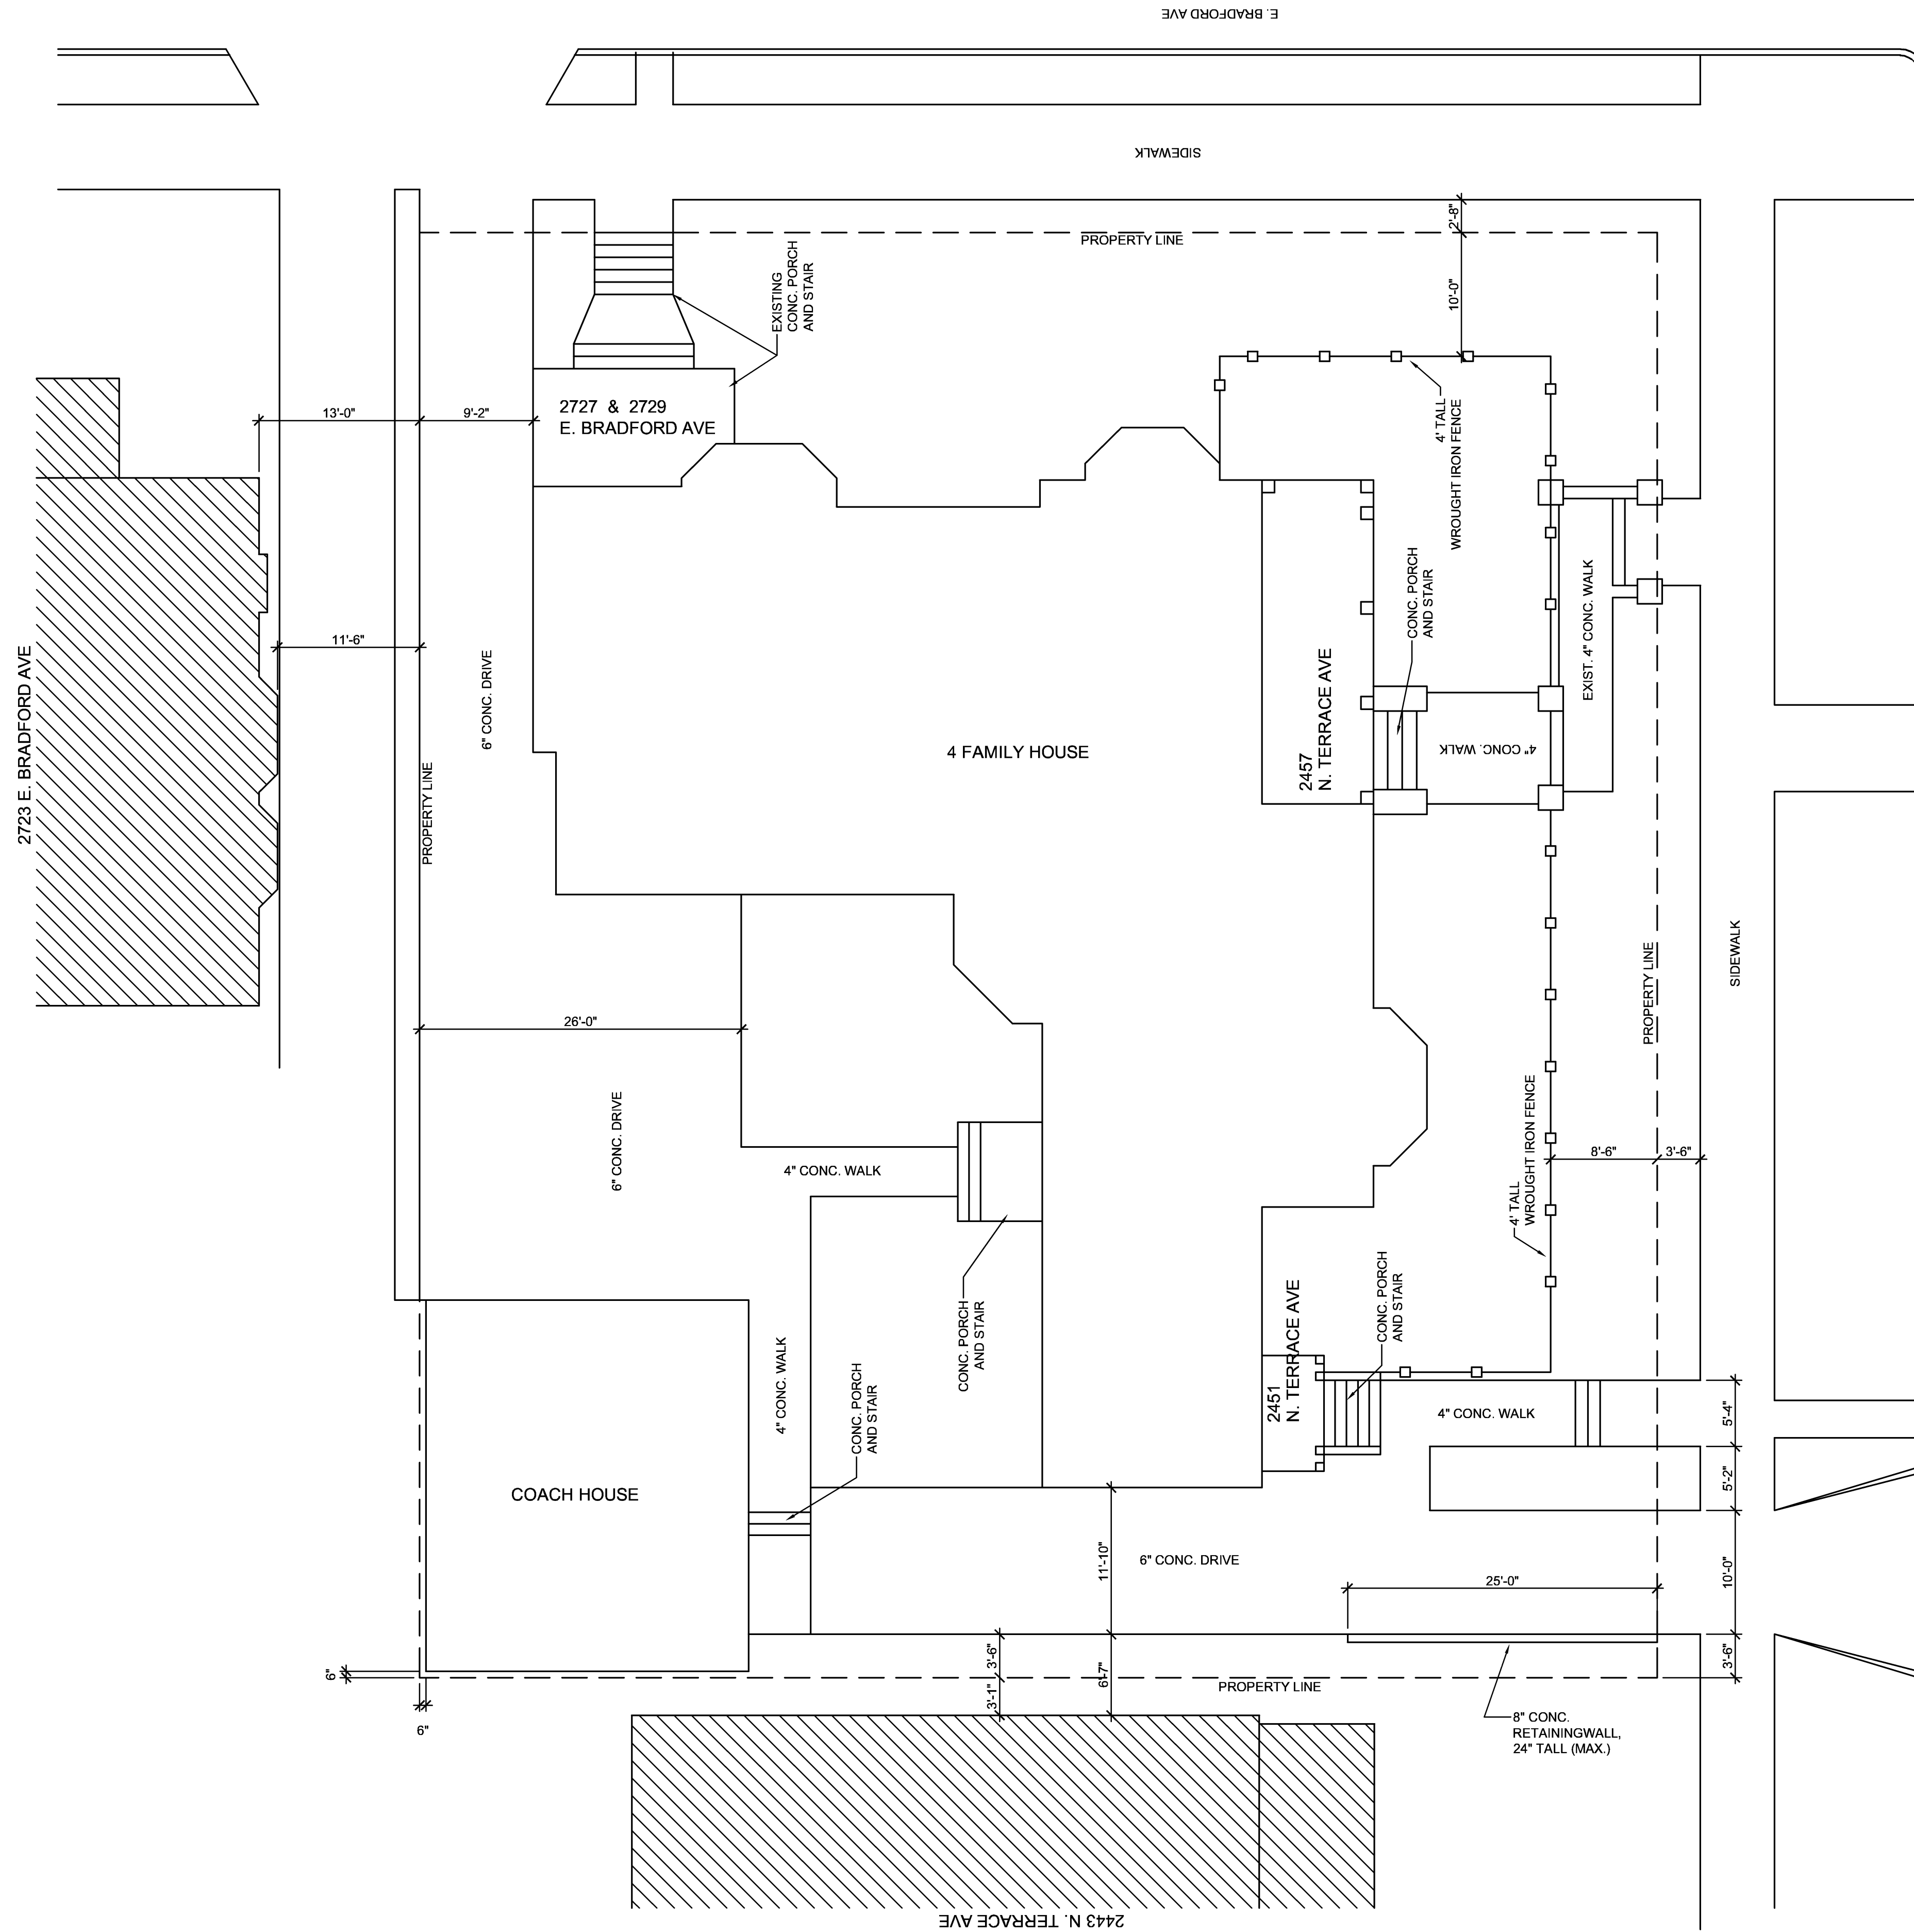 E. BRADFORD AVE
SIDEWALK
2'-8"
PROPERTY LINE
10'-0"
EXISTING
CONC. PORCH
AND STAIR
13'-0"
9'-2"
2727 & 2729
E. BRADFORD AVE
4' TALL
WROUGHT IRON FENCE
11'-6"
2723 E. BRADFORD AVE
6" CONC. DRIVE
PROPERTY LINE
4 FAMILY HOUSE
2457
N. TERRACE AVE
CONC. PORCH
AND STAIR
4" CONC. WALK
EXIST. 4" CONC. WALK
SIDEWALK
PROPERTY LINE
26'-0"
6" CONC. DRIVE
4" CONC. WALK
CONC. PORCH
AND STAIR
4' TALL
WROUGHT IRON FENCE
8'-6"
3'-6"
2451
N. TERRACE AVE
CONC. PORCH
AND STAIR
4" CONC. WALK
5'-4"
4" CONC. WALK
CONC. PORCH
AND STAIR
COACH HOUSE
5'-2"
11'-10"
6" CONC. DRIVE
25'-0"
10'-0"
6"
6"
3'-6"
3'-1"
6'-7"
3'-6"
PROPERTY LINE
8" CONC.
RETAININGWALL,
24" TALL (MAX.)
2443 N. TERRACE AVE